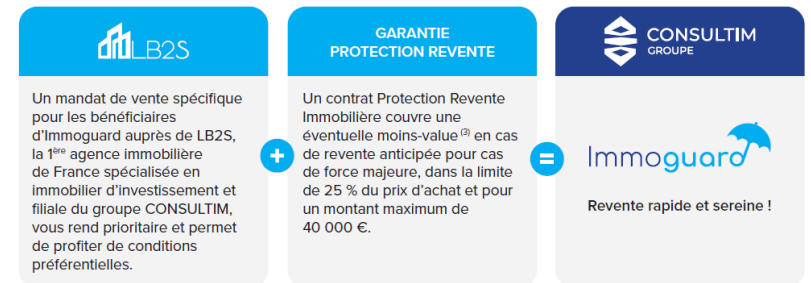 LB2S
Un mandat de vente spécifique
pour les bénéficiaires
d’Immoguard auprès de LB2S,
la 1ère agence immobilière
de France spécialisée en
immobilier d’investissement et
filiale du groupe CONSULTIM,
vous rend prioritaire et permet
de profiter de conditions
préférentielles.
+
GARANTIE
PROTECTION REVENTE
Un contrat Protection Revente
Immobilière couvre une
éventuelle moins-value (3) en cas
de revente anticipée pour cas
de force majeure, dans la limite
de 25 % du prix d’achat et pour
un montant maximum de
40 000 €.
=
CONSULTIM
GROUPE
Immoguard
Revente rapide et sereine !